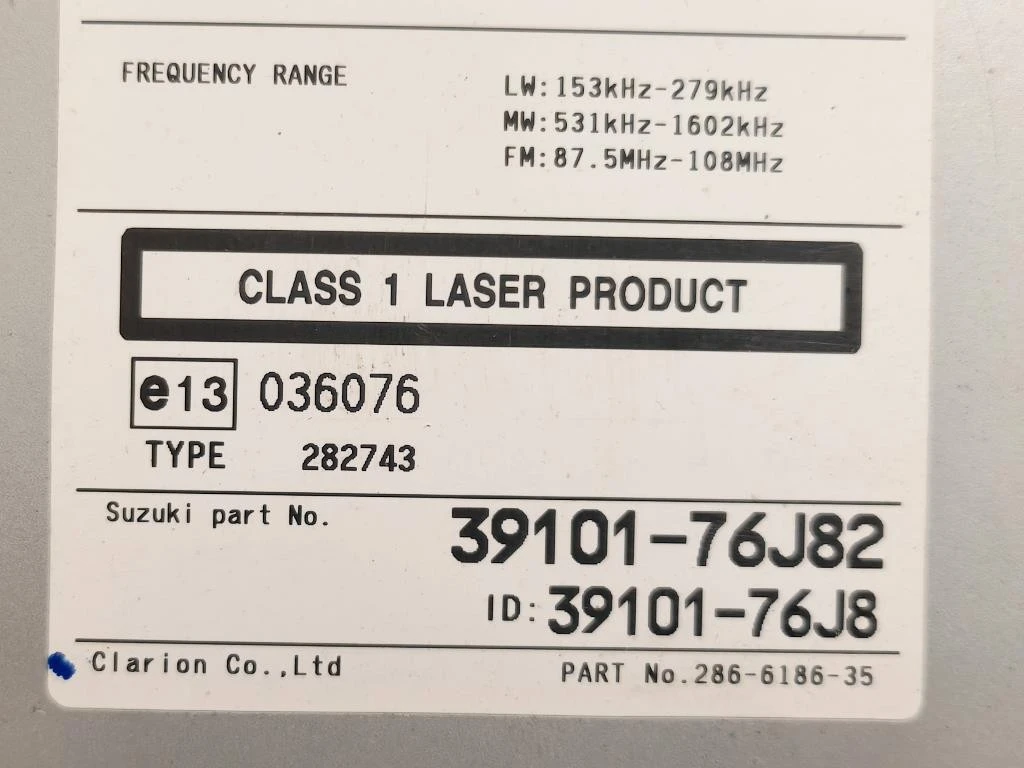 FREQUENCY RANGE
LW:153kHz-279kHz
MW:531kHz-1602kHz
FM:87.5MHz-108MHz
CLASS 1 LASER PRODUCT
e13 036076
TYPE 282743
Suzuki part No. 39101-76J82
ID:39101-76J8
Clarion Co.,Ltd PART No.286-6186-35